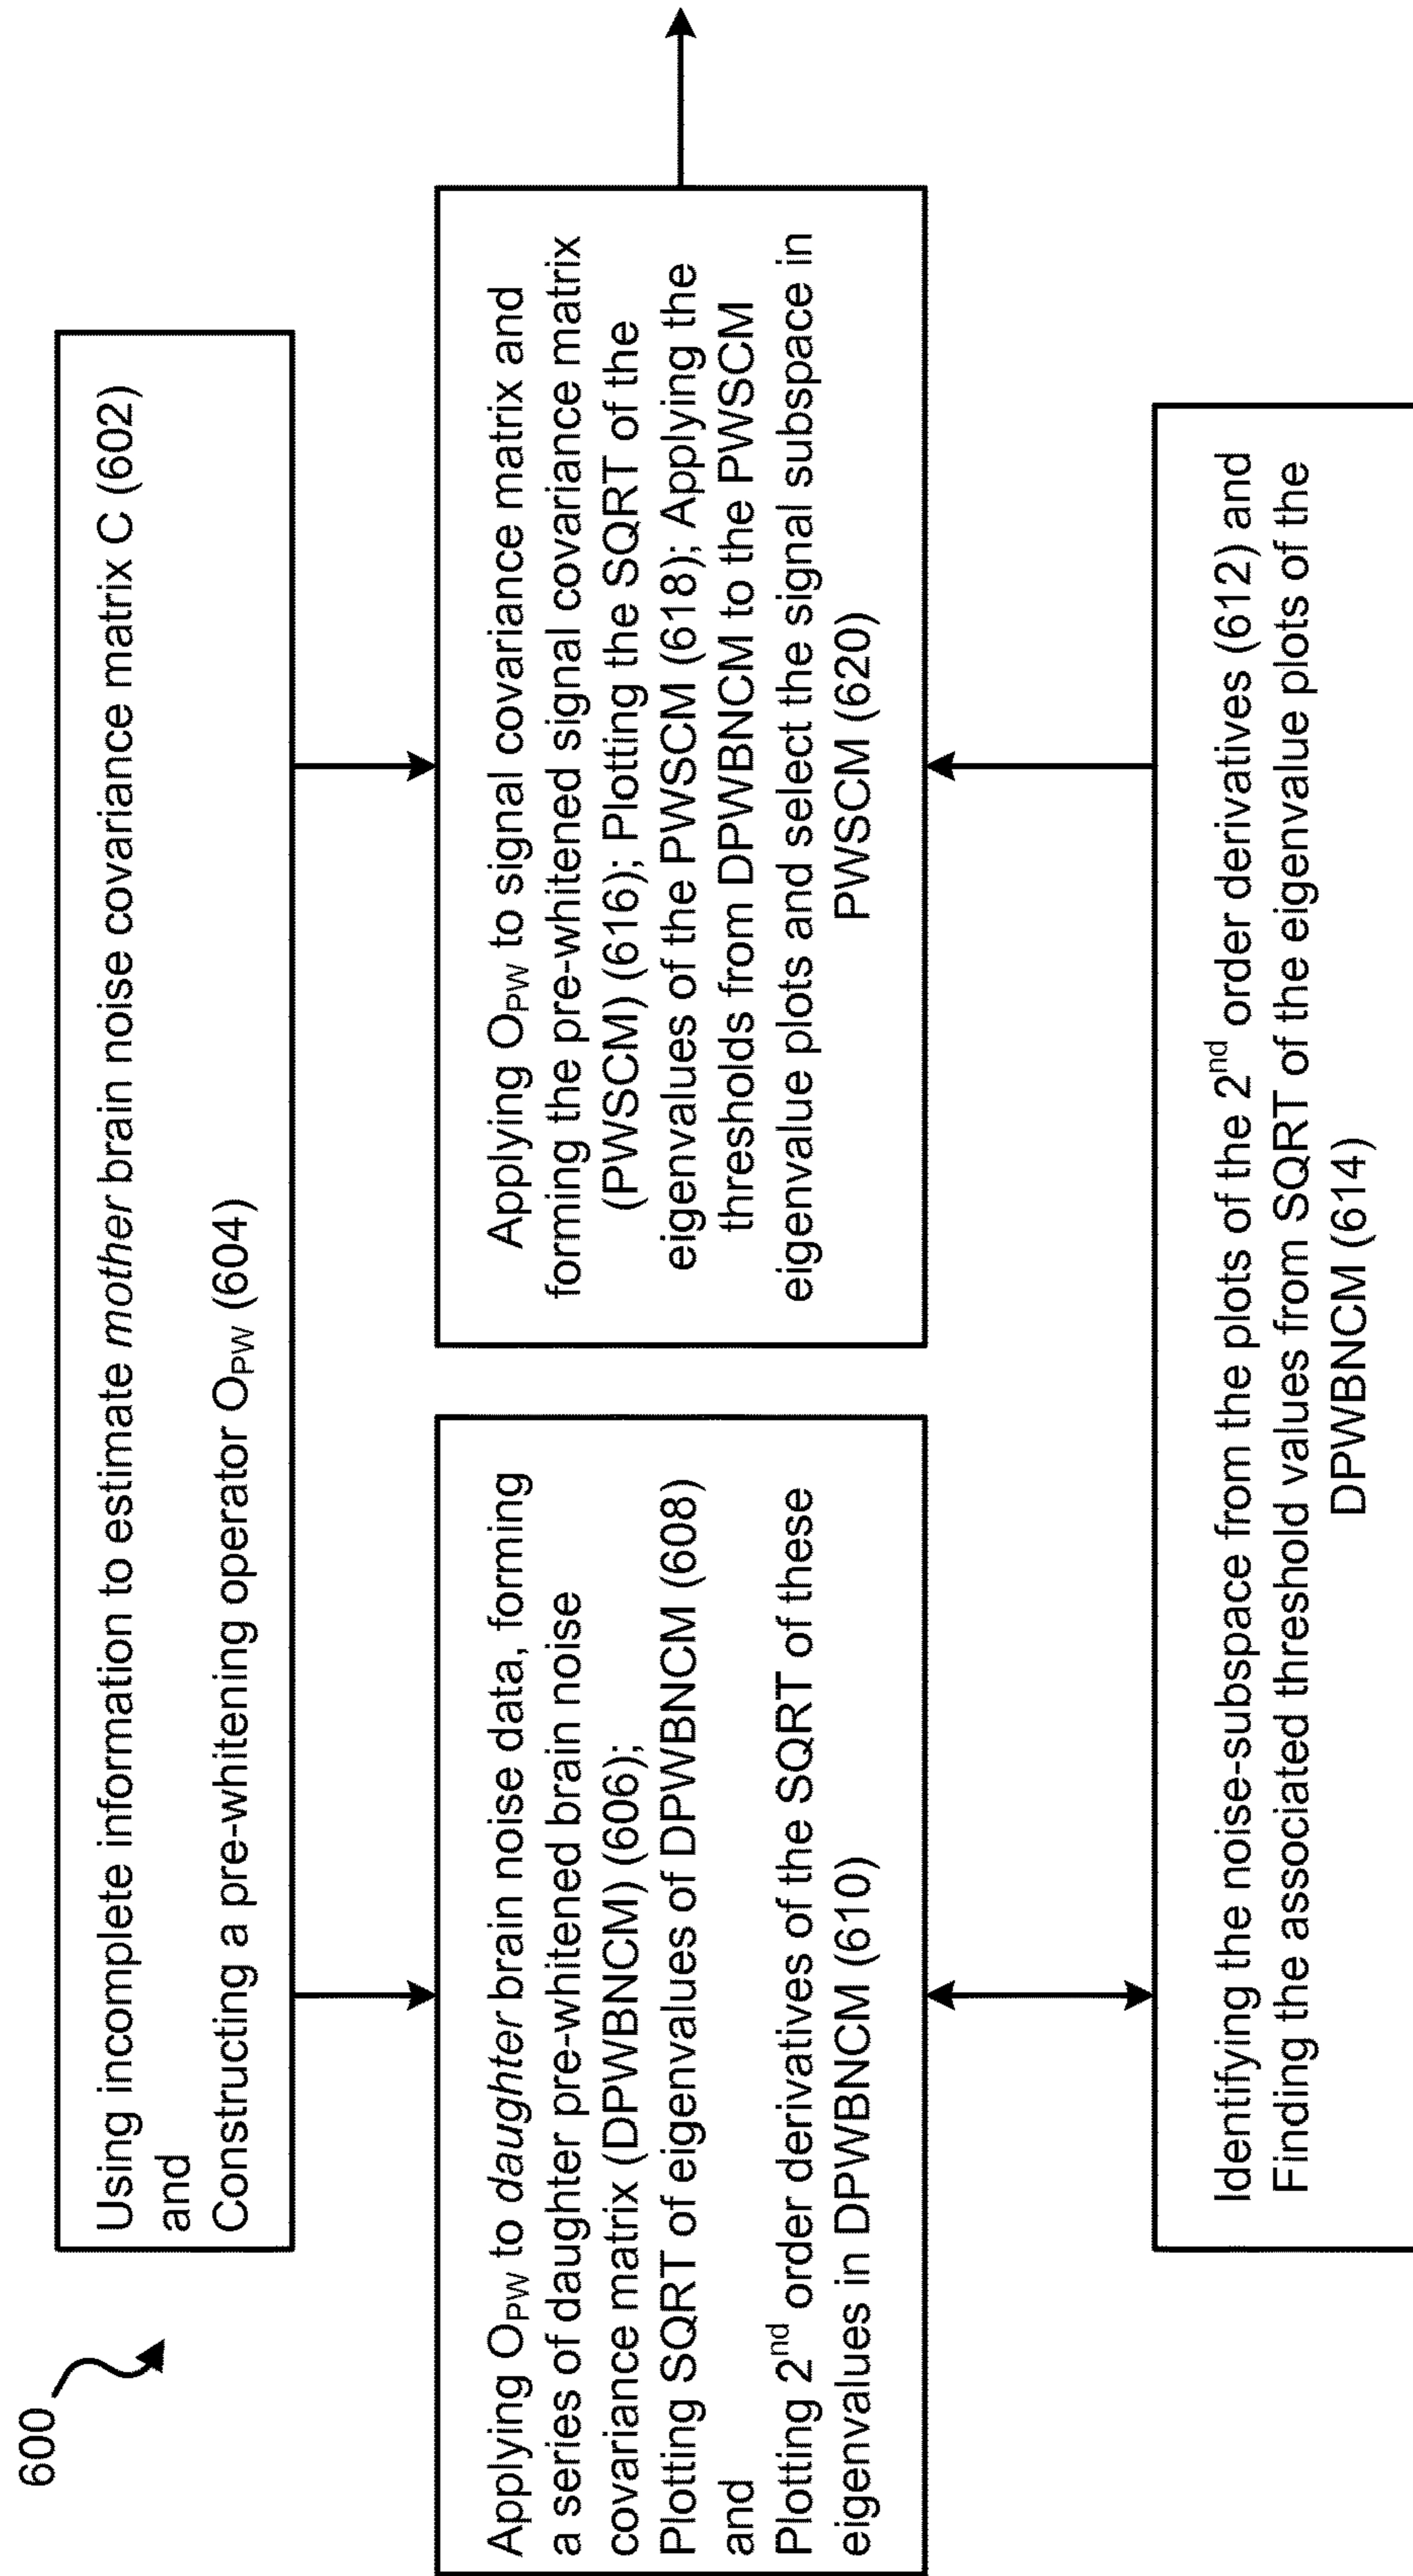 600
Using incomplete information to estimate mother brain noise covariance matrix C (602)
and
Constructing a pre-whitening operator OPW (604)
Applying OPW to daughter brain noise data, forming
a series of daughter pre-whitened brain noise
covariance matrix (DPWBNCM) (606);
Plotting SQRT of eigenvalues of DPWBNCM (608)
and
Plotting 2nd order derivatives of the SQRT of these
eigenvalues in DPWBNCM (610)
Applying OPW to signal covariance matrix and
forming the pre-whitened signal covariance matrix
(PWSCM) (616); Plotting the SQRT of the
eigenvalues of the PWSCM (618); Applying the
thresholds from DPWBNCM to the PWSCM
eigenvalue plots and select the signal subspace in
PWSCM (620)
Identifying the noise-subspace from the plots of the 2nd order derivatives (612) and
Finding the associated threshold values from SQRT of the eigenvalue plots of the
DPWBNCM (614)